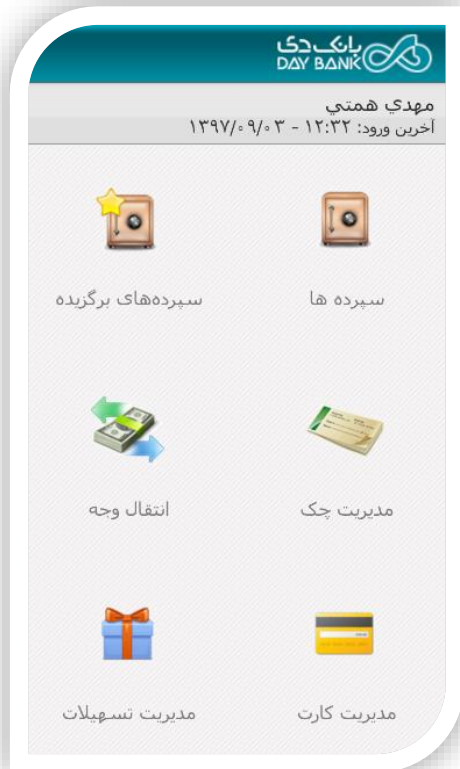 بانک دی
DAY BANK
مهدي همتي
آخرین ورود: ۱۲:۳۲ - ۱۳۹۷/۰۹/۰۳
سپرده ها
سپرده‌های برگزیده
مدیریت چک
انتقال وجه
مدیریت کارت
مدیریت تسهیلات